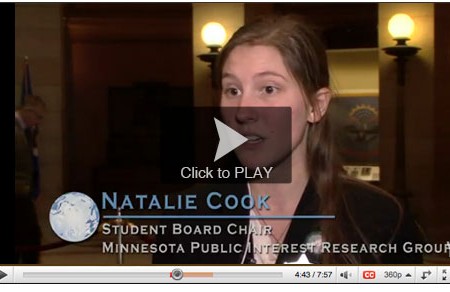 Click to PLAY
NATALIE COOK
STUDENT BOARD CHAIR
MINNESOTA PUBLIC INTEREST RESEARCH GROUP
4:43 / 7:57
CC
360p